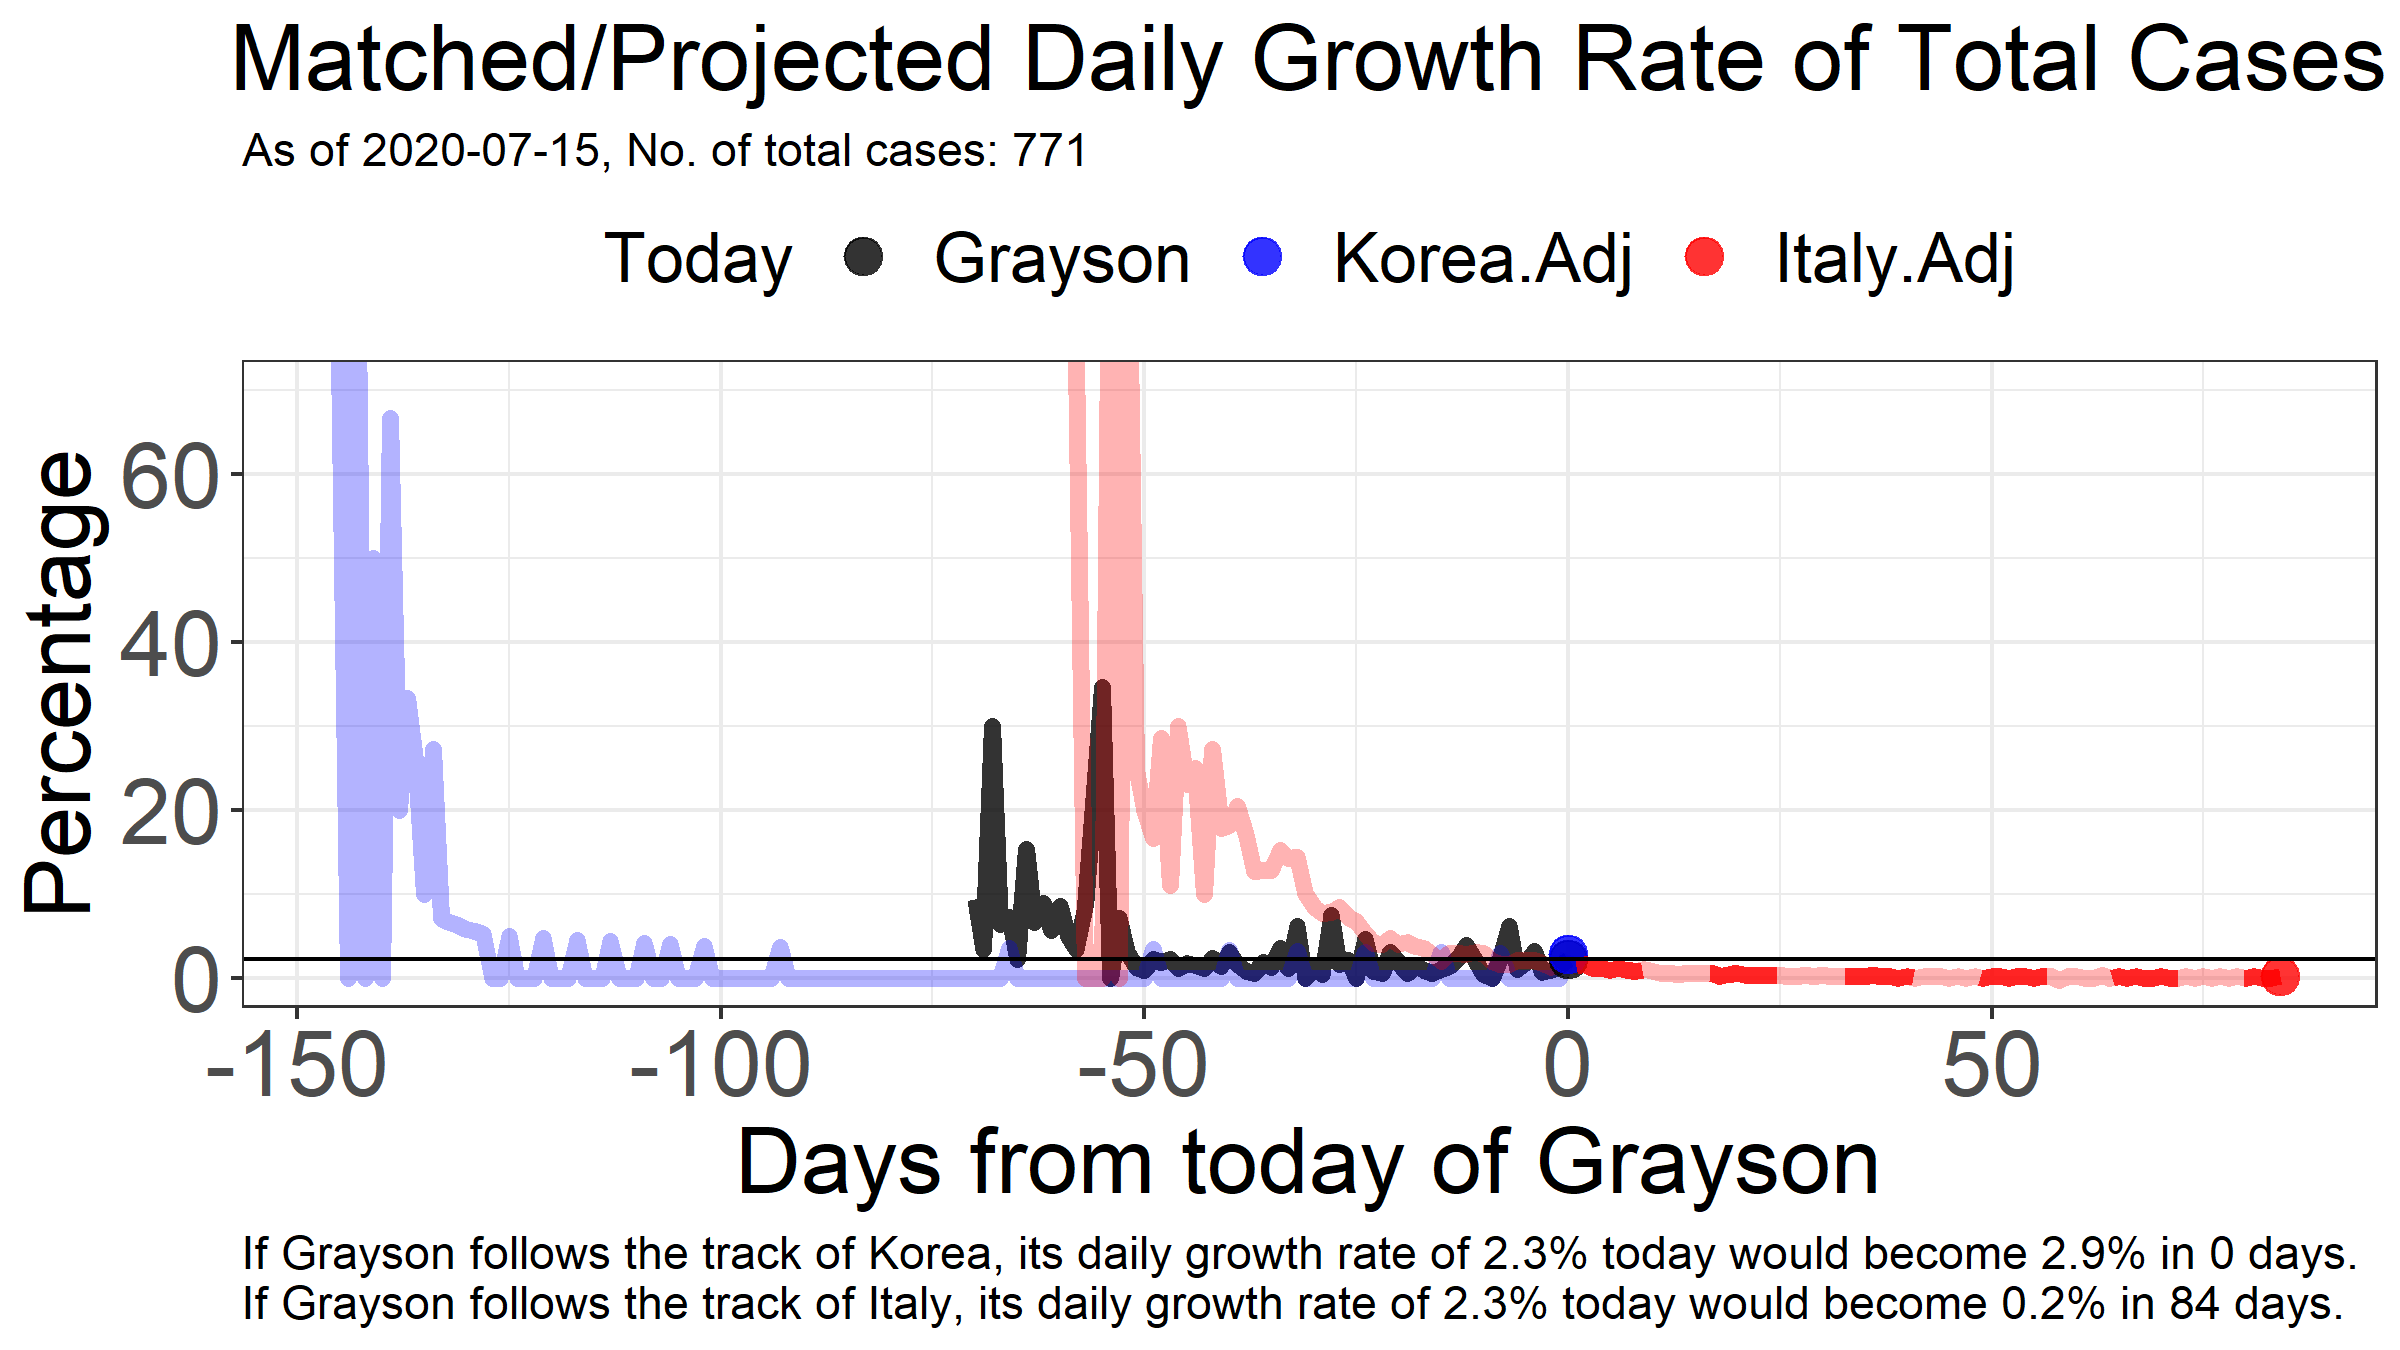 Matched/Projected Daily Growth Rate of Total Cases
As of 2020-07-15, No. of total cases: 771
Today Grayson Korea.Adj Italy.Adj
Percentage
60
40
20
0
-150 -100 -50 0 50
Days from today of Grayson
If Grayson follows the track of Korea, its daily growth rate of 2.3% today would become 2.9% in 0 days.
If Grayson follows the track of Italy, its daily growth rate of 2.3% today would become 0.2% in 84 days.